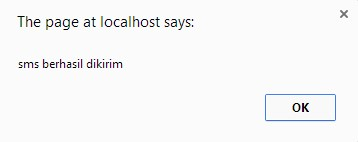 The page at localhost says:
sms berhasil dikirim
OK